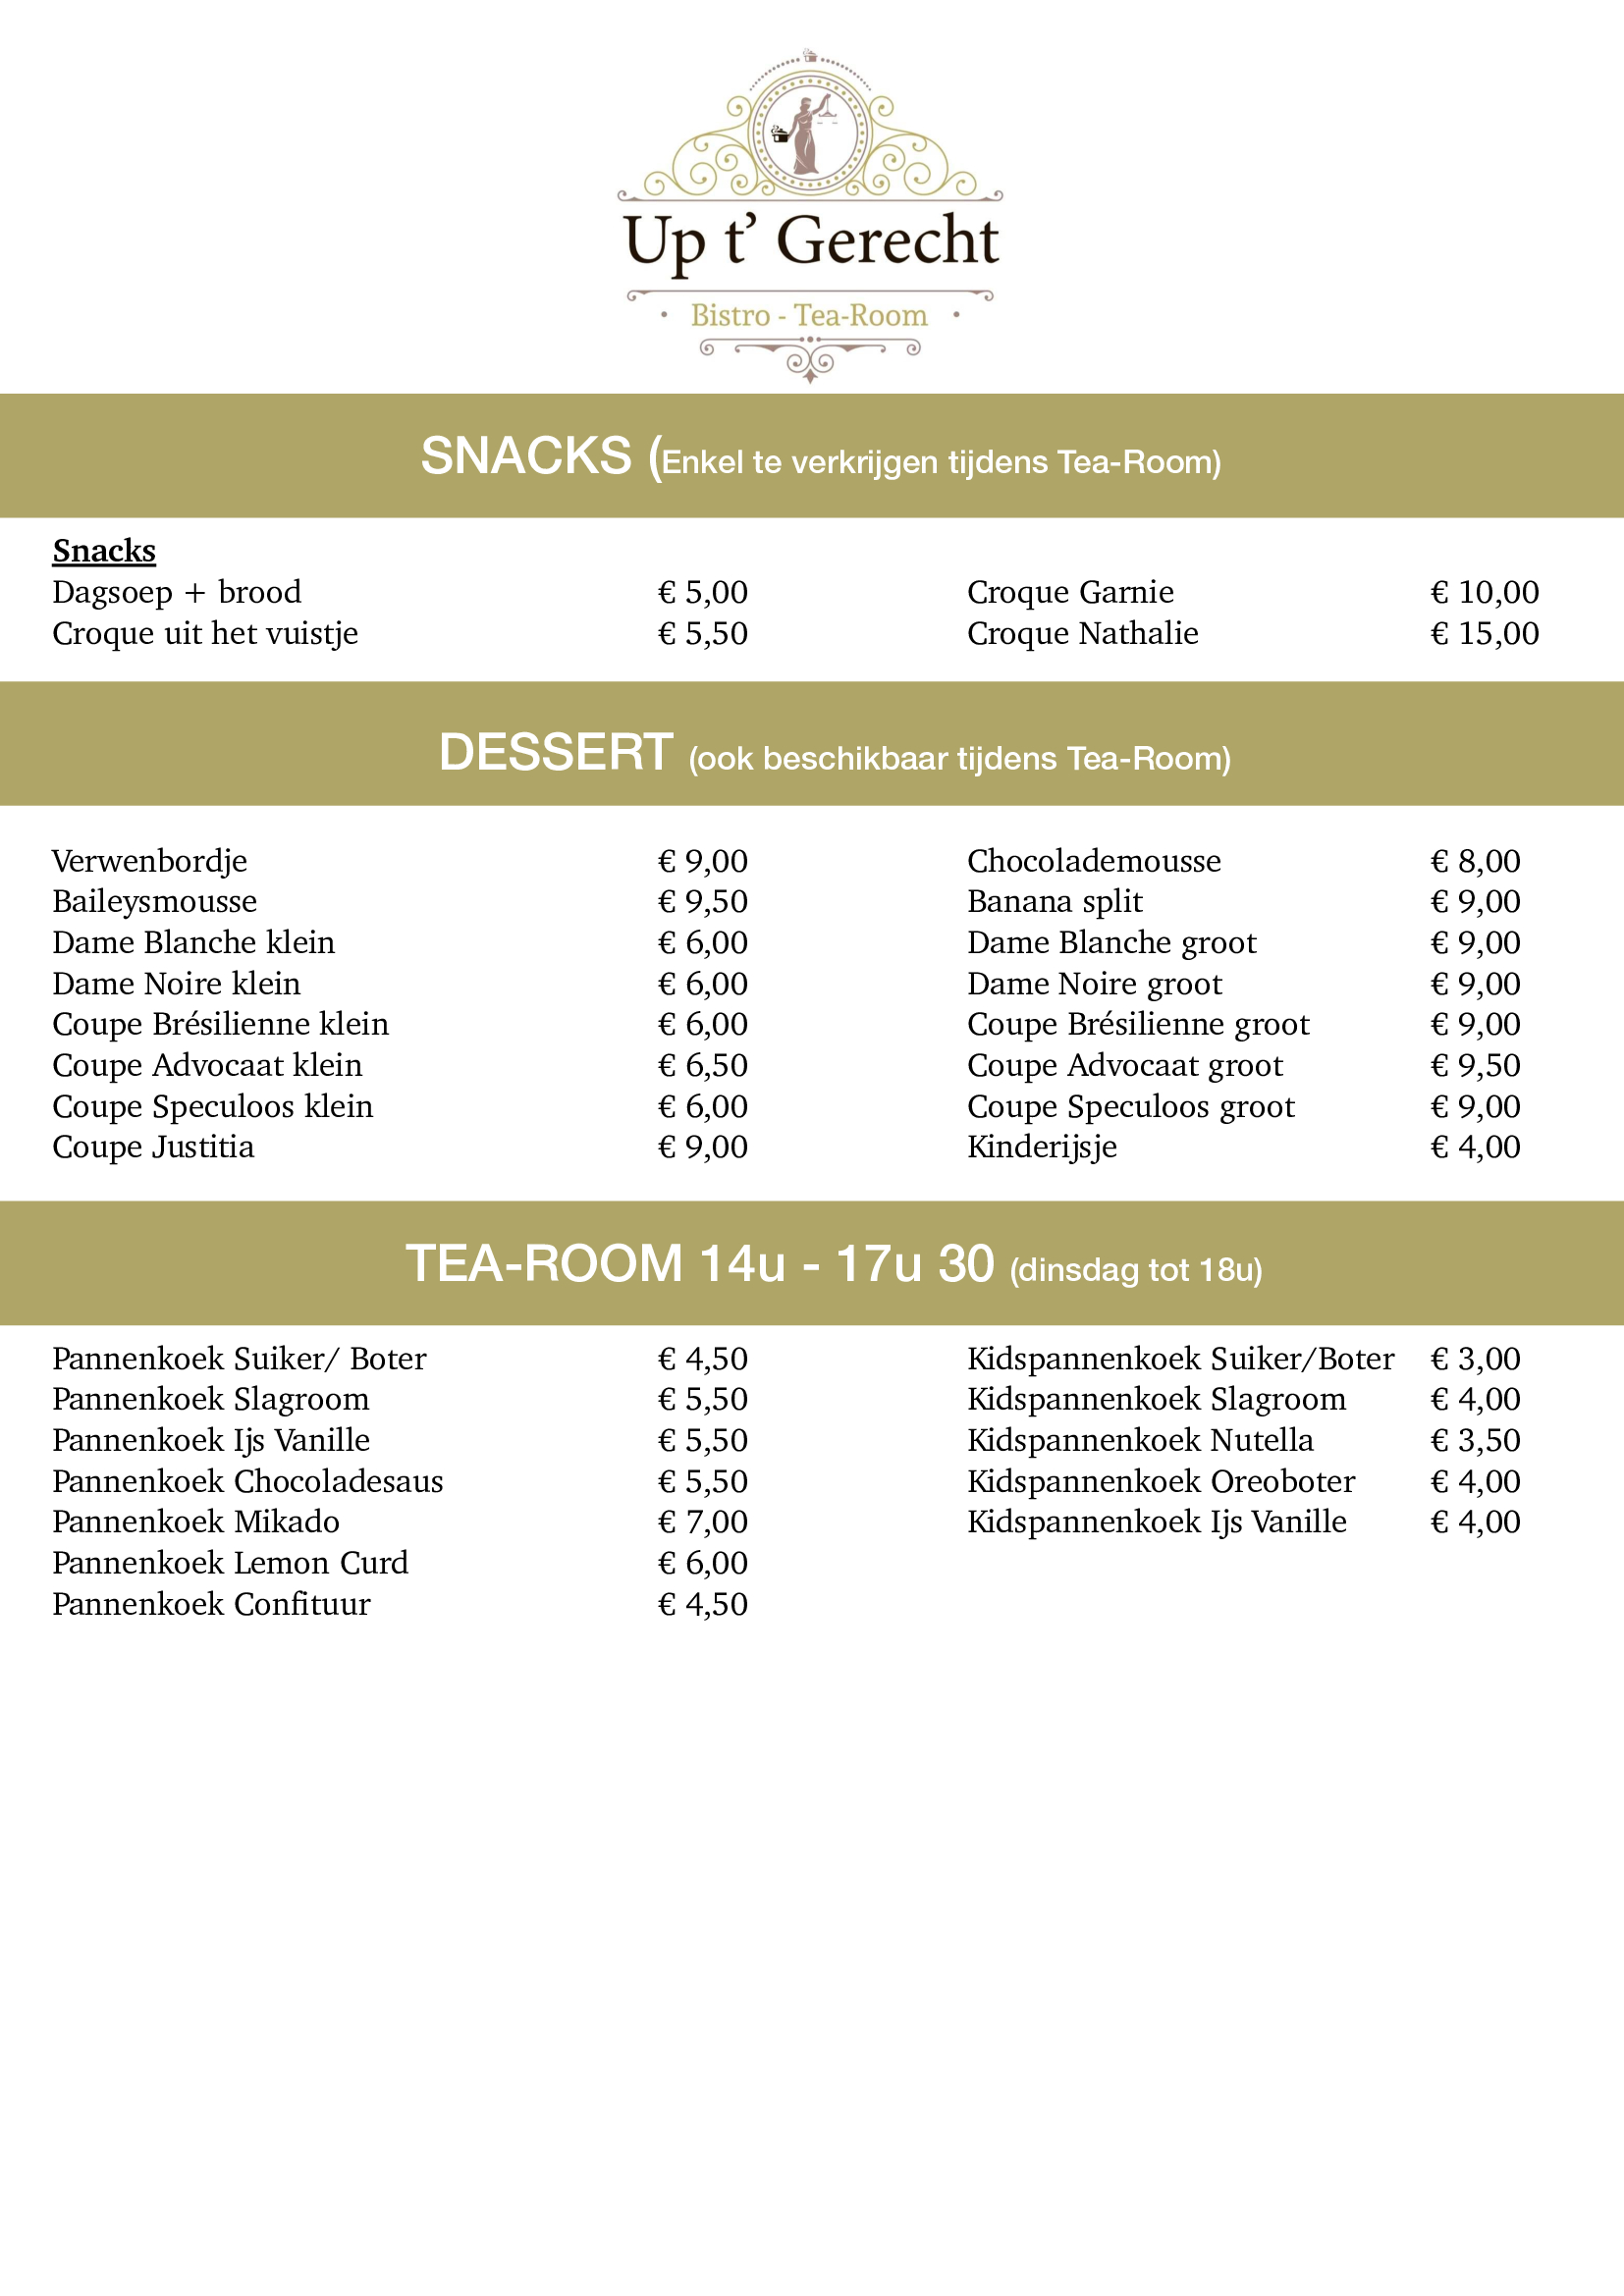 Up t’ Gerecht
Bistro - Tea-Room
SNACKS (Enkel te verkrijgen tijdens Tea-Room)
Snacks
Dagsoep + brood € 5,00 Croque Garnie € 10,00
Croque uit het vuistje € 5,50 Croque Nathalie € 15,00
DESSERT (ook beschikbaar tijdens Tea-Room)
Verwenbordje € 9,00 Chocolademousse € 8,00
Baileysmousse € 9,50 Banana split € 9,00
Dame Blanche klein € 6,00 Dame Blanche groot € 9,00
Dame Noire klein € 6,00 Dame Noire groot € 9,00
Coupe Brésilienne klein € 6,00 Coupe Brésilienne groot € 9,00
Coupe Advocaat klein € 6,50 Coupe Advocaat groot € 9,50
Coupe Speculoos klein € 6,00 Coupe Speculoos groot € 9,00
Coupe Justitia € 9,00 Kinderijsje € 4,00
TEA-ROOM 14u - 17u 30 (dinsdag tot 18u)
Pannenkoek Suiker/ Boter € 4,50 Kidspannenkoek Suiker/Boter € 3,00
Pannenkoek Slagroom € 5,50 Kidspannenkoek Slagroom € 4,00
Pannenkoek Ijs Vanille € 5,50 Kidspannenkoek Nutella € 3,50
Pannenkoek Chocoladesaus € 5,50 Kidspannenkoek Oreoboter € 4,00
Pannenkoek Mikado € 7,00 Kidspannenkoek Ijs Vanille € 4,00
Pannenkoek Lemon Curd € 6,00
Pannenkoek Confituur € 4,50